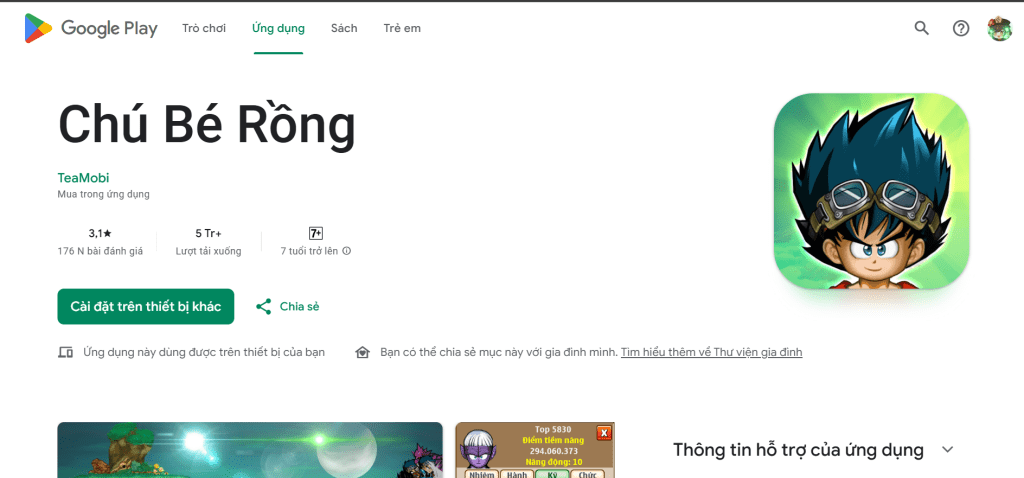 Google Play
Trò chơi
Ứng dụng
Sách
Trẻ em
Chú Bé Rồng
TeaMobi
Mua trong ứng dụng
3,1★
176 N bài đánh giá
5 Tr+
Lượt tải xuống
7+
7 tuổi trở lên
Cài đặt trên thiết bị khác
Chia sẻ
Ứng dụng này dùng được trên thiết bị của bạn
Bạn có thể chia sẻ mục này với gia đình mình. Tìm hiểu thêm về Thư viện gia đình
Top 5830
Điểm tiềm năng
294.060.373
Năng động: 10
Nhiệm
Hành
Kỹ
Chức
Thông tin hỗ trợ của ứng dụng